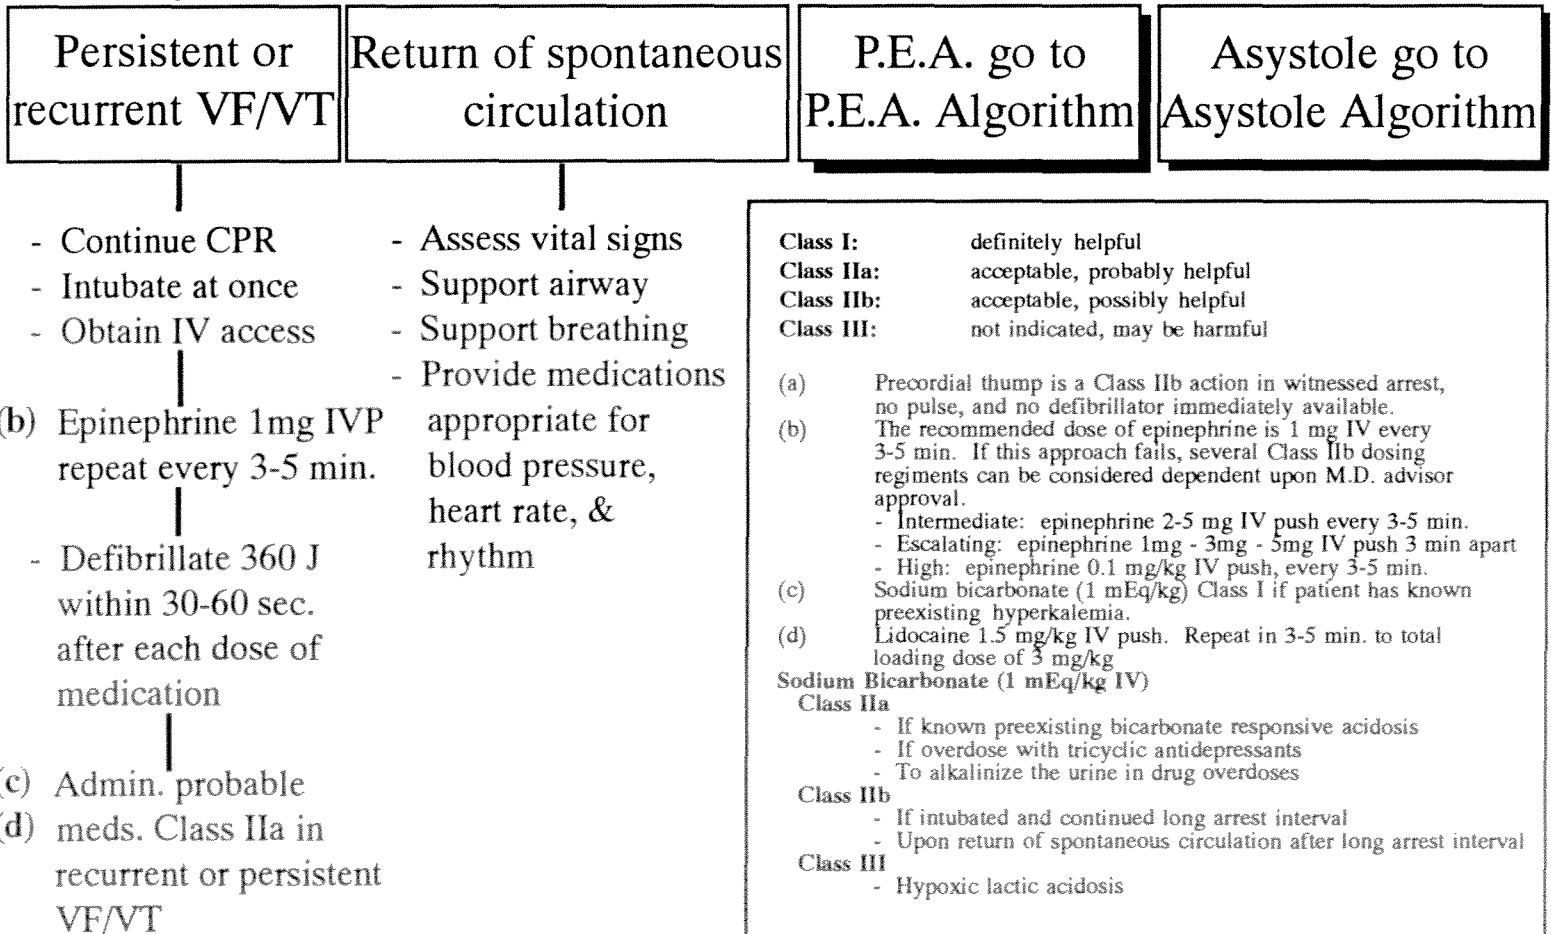 Persistent or
recurrent VF/VT
Return of spontaneous
circulation
P.E.A. go to
P.E.A. Algorithm
Asystole go to
Asystole Algorithm
- Continue CPR
- Intubate at once
- Obtain IV access
(b) Epinephrine 1mg IVP
repeat every 3-5 min.
- Defibrillate 360 J
within 30-60 sec.
after each dose of
medication
(c) Admin. probable
(d) meds. Class IIa in
recurrent or persistent
VF/VT
- Assess vital signs
- Support airway
- Support breathing
- Provide medications
appropriate for
blood pressure,
heart rate, &
rhythm
Class I: definitely helpful
Class IIa: acceptable, probably helpful
Class IIb: acceptable, possibly helpful
Class III: not indicated, may be harmful
(a) Precordial thump is a Class IIb action in witnessed arrest,
no pulse, and no defibrillator immediately available.
(b) The recommended dose of epinephrine is 1 mg IV every
3-5 min. If this approach fails, several Class IIb dosing
regiments can be considered dependent upon M.D. advisor
approval.
- Intermediate: epinephrine 2-5 mg IV push every 3-5 min.
- Escalating: epinephrine 1mg - 3mg - 5mg IV push 3 min apart
- High: epinephrine 0.1 mg/kg IV push, every 3-5 min.
(c) Sodium bicarbonate (1 mEq/kg) Class I if patient has known
preexisting hyperkalemia.
(d) Lidocaine 1.5 mg/kg IV push. Repeat in 3-5 min. to total
loading dose of 3 mg/kg
Sodium Bicarbonate (1 mEq/kg IV)
Class IIa
- If known preexisting bicarbonate responsive acidosis
- If overdose with tricyclic antidepressants
- To alkalinize the urine in drug overdoses
Class IIb
- If intubated and continued long arrest interval
- Upon return of spontaneous circulation after long arrest interval
Class III
- Hypoxic lactic acidosis